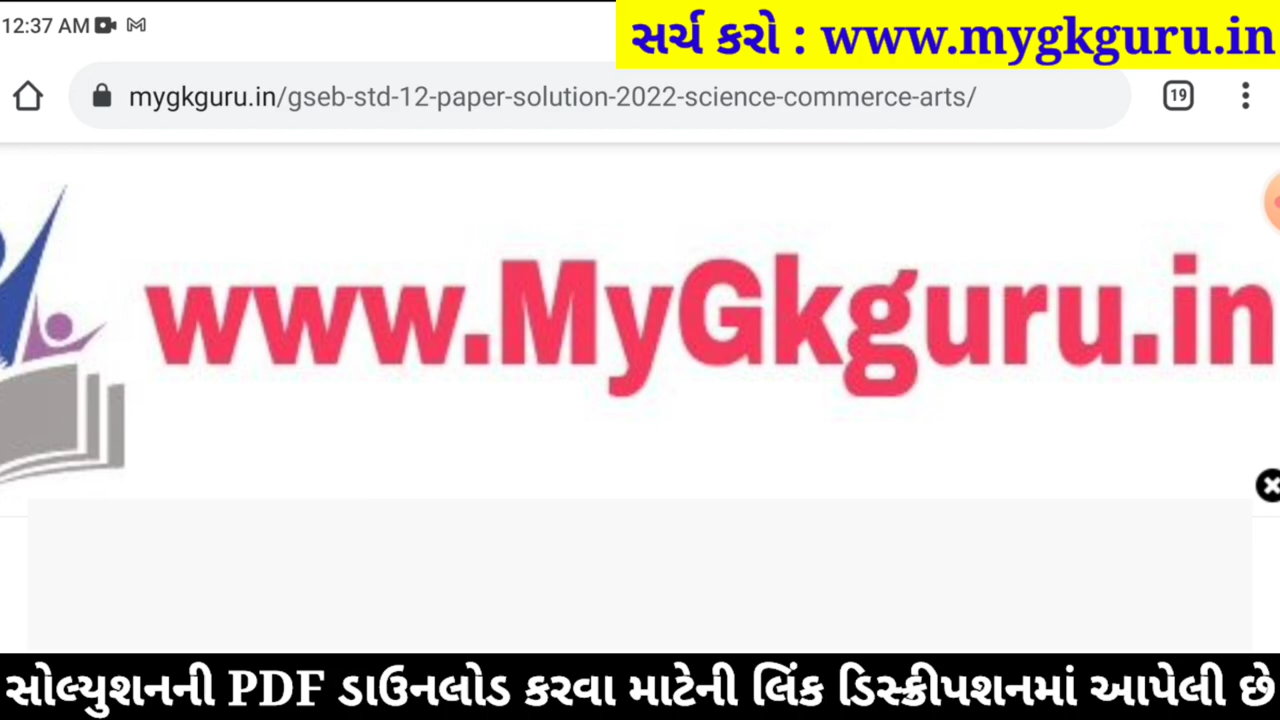 12:37 AM
સર્ચ કરો : www.mygkguru.in
mygkguru.in/gseb-std-12-paper-solution-2022-science-commerce-arts/
19
www.MyGkguru.in
સોલ્યુશનની PDF ડાઉનલોડ કરવા માટેની લિંક ડિસ્ક્રીપશનમાં આપેલી છે